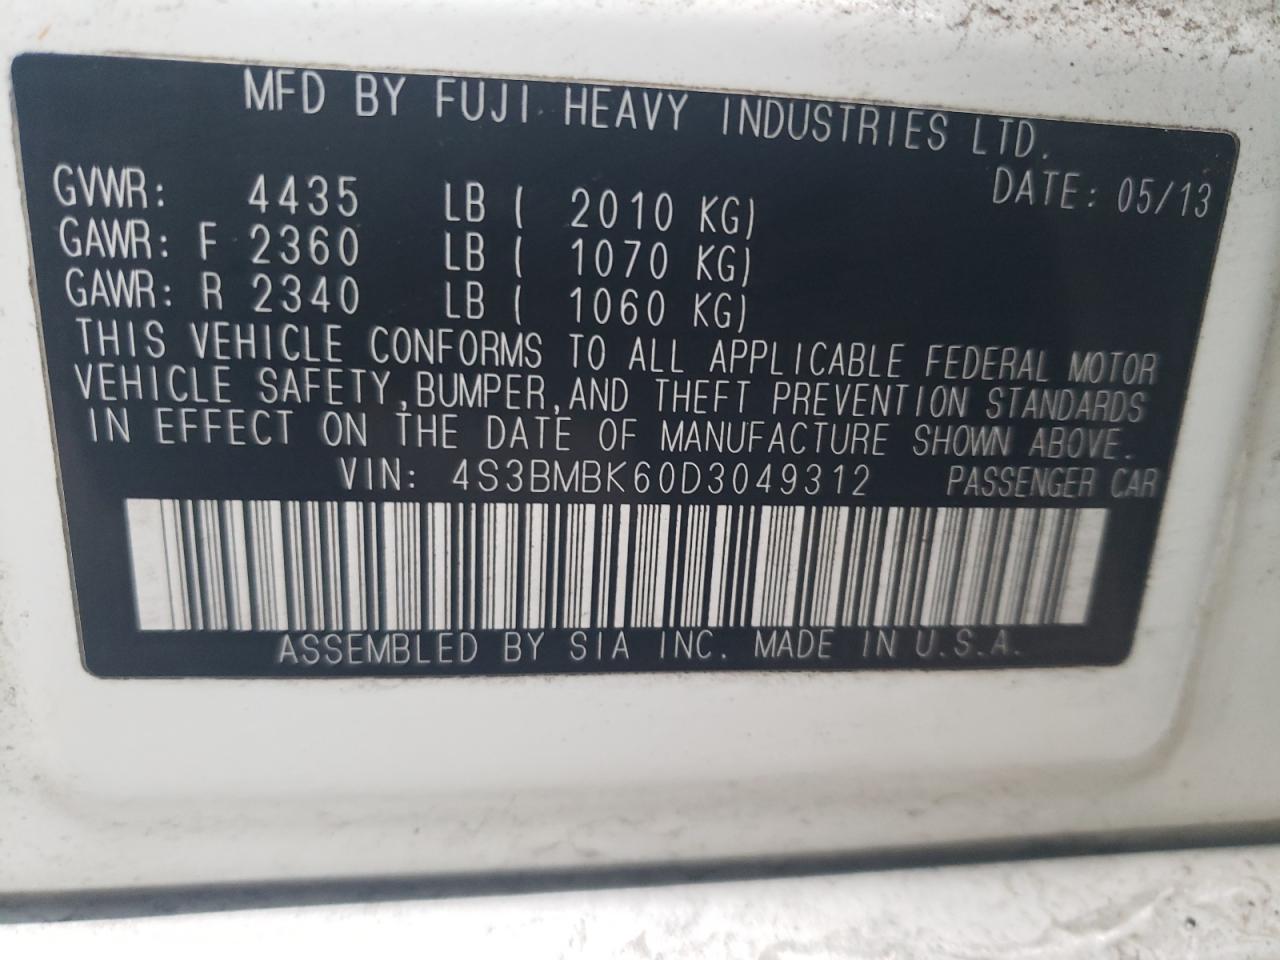 MFD BY FUJI HEAVY INDUSTRIES LTD.
DATE: 05/13
GVWR: 4435 LB ( 2010 KG)
GAWR: F 2360 LB ( 1070 KG)
GAWR: R 2340 LB ( 1060 KG)
THIS VEHICLE CONFORMS TO ALL APPLICABLE FEDERAL MOTOR
VEHICLE SAFETY,BUMPER,AND THEFT PREVENTION STANDARDS
IN EFFECT ON THE DATE OF MANUFACTURE SHOWN ABOVE.
VIN: 4S3BMBK60D3049312 PASSENGER CAR
ASSEMBLED BY SIA INC. MADE IN U.S.A.